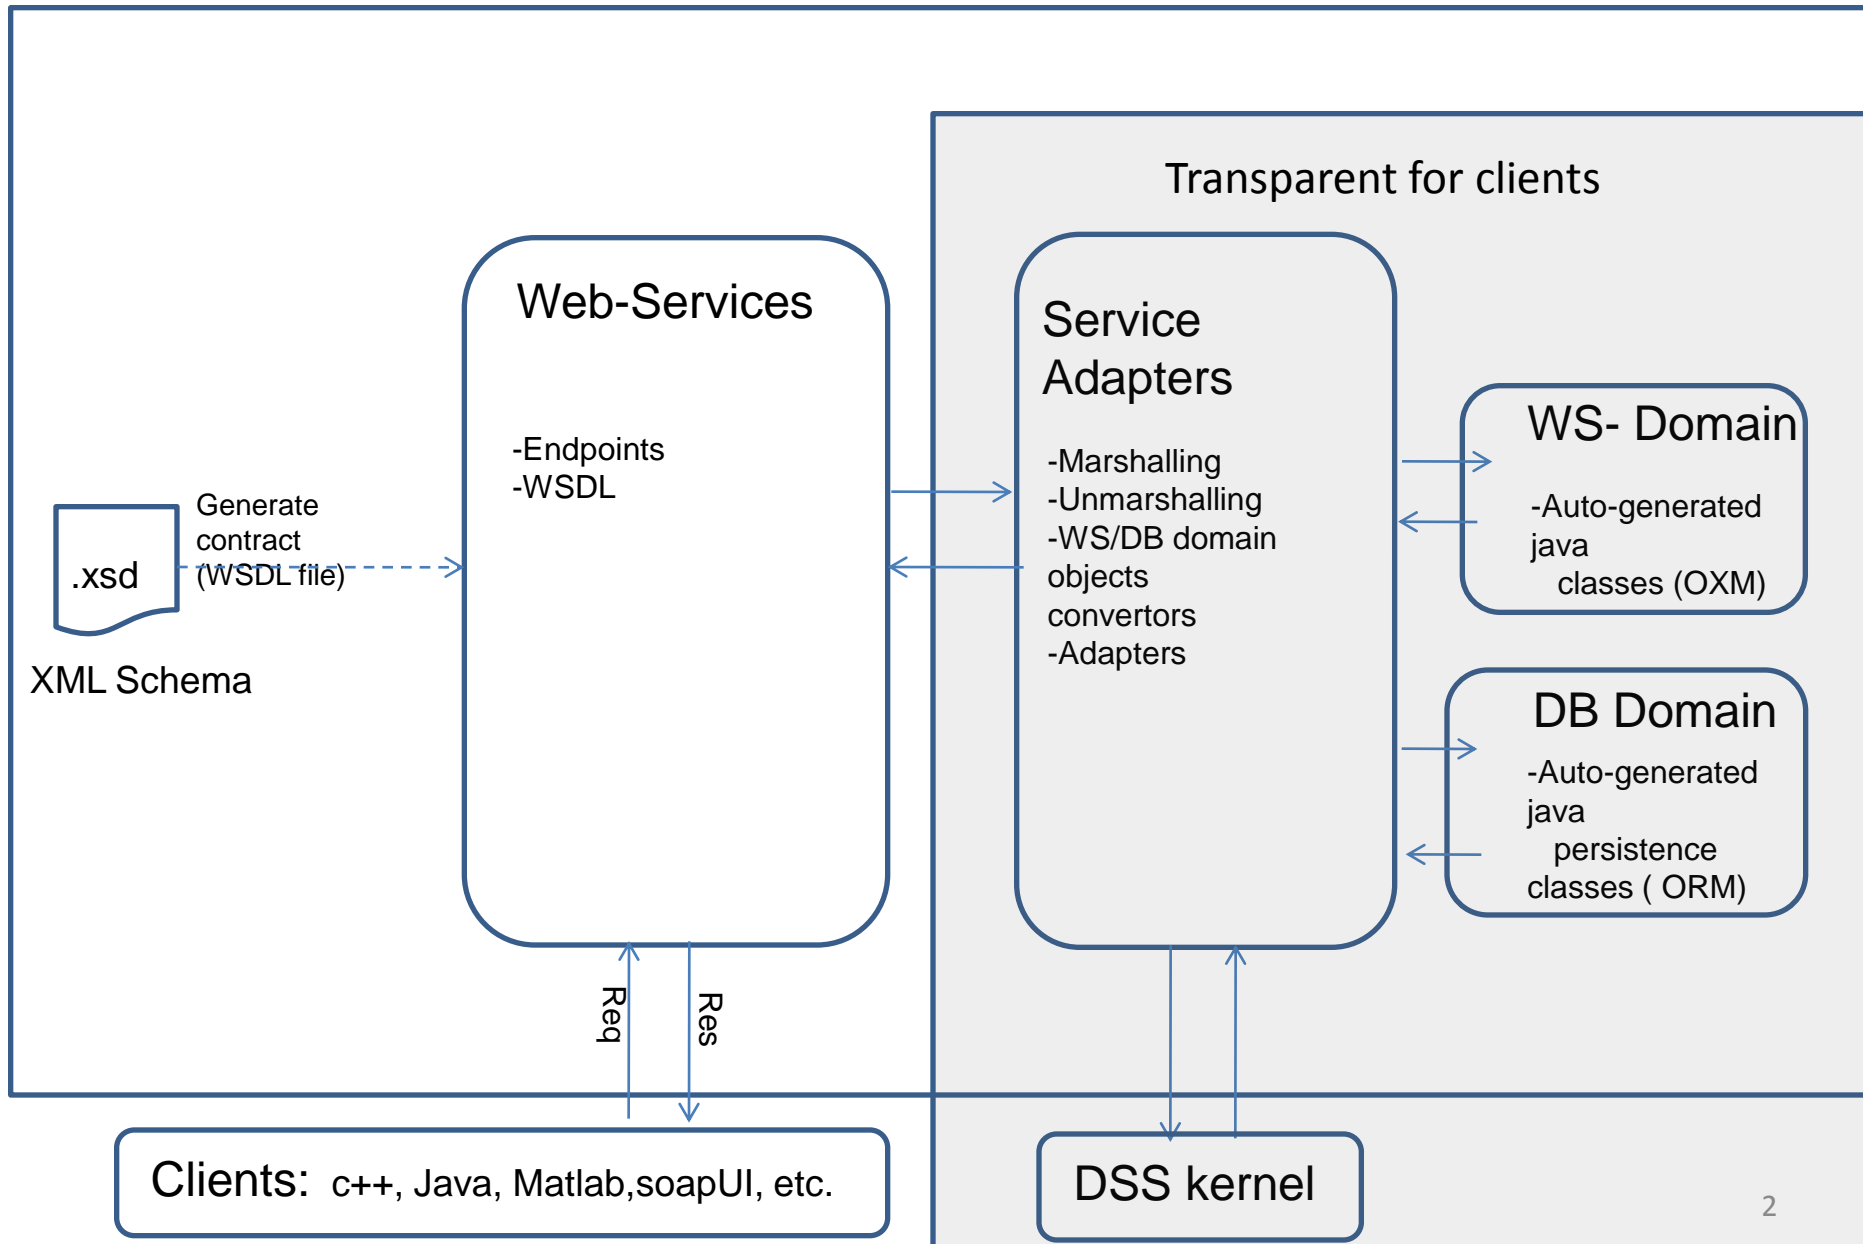 Transparent for clients
Web-Services
-Endpoints
-WSDL
Service
Adapters
-Marshalling
-Unmarshalling
-WS/DB domain
objects
convertors
-Adapters
WS- Domain
-Auto-generated
java
classes (OXM)
DB Domain
-Auto-generated
java
persistence
classes ( ORM)
Generate
contract
(WSDL file)
.xsd
XML Schema
Req
Res
Clients: c++, Java, Matlab,soapUI, etc.
DSS kernel
2